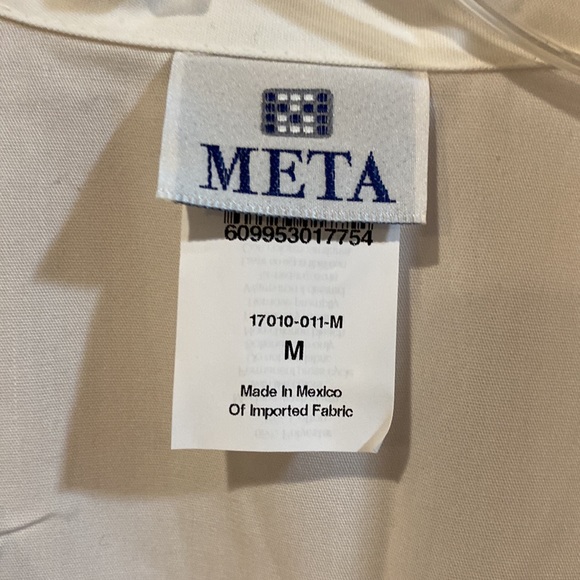 META
609953017754
17010-011-M
M
Made In Mexico
Of Imported Fabric